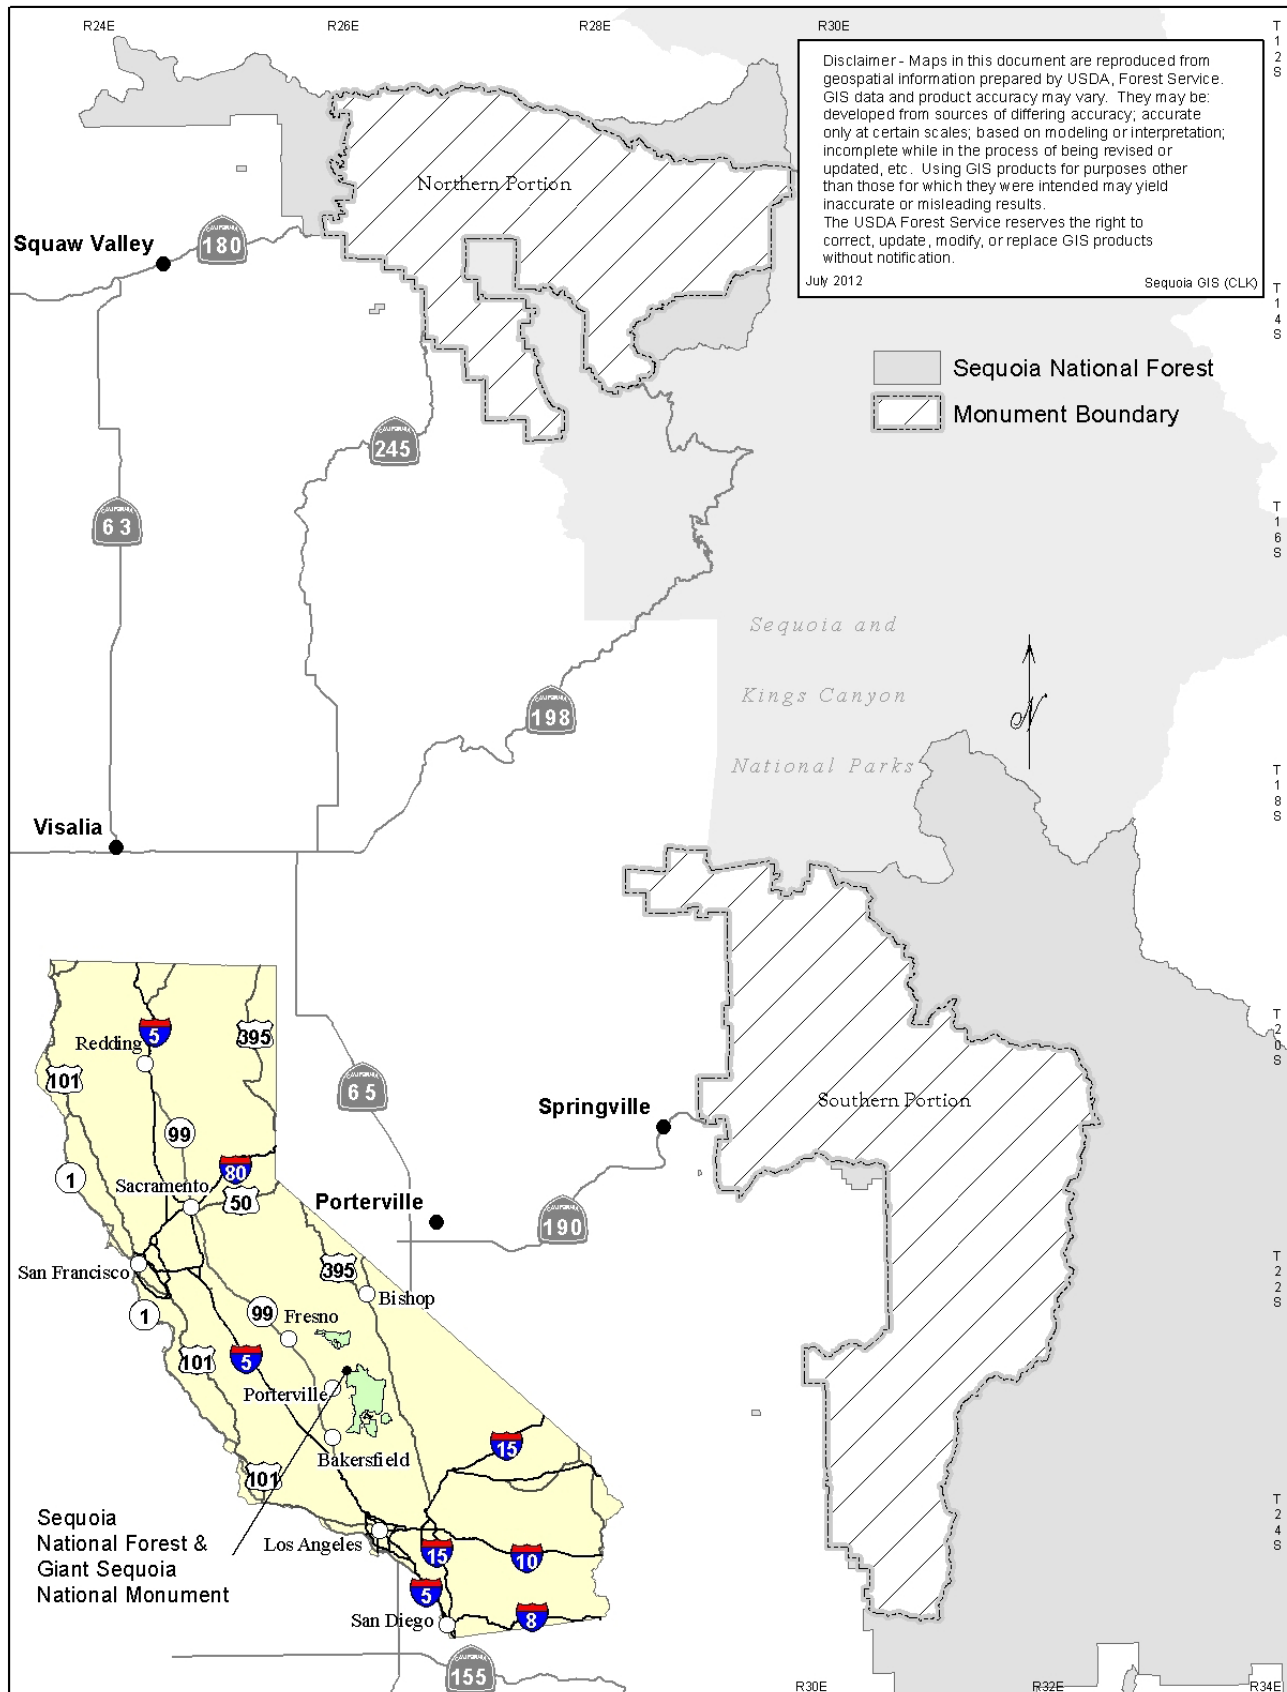 R24E
R26E
R28E
R30E
T12S
Disclaimer - Maps in this document are reproduced from
geospatial information prepared by USDA, Forest Service.
GIS data and product accuracy may vary. They may be:
developed from sources of differing accuracy; accurate
only at certain scales; based on modeling or interpretation;
incomplete while in the process of being revised or
updated, etc. Using GIS products for purposes other
than those for which they were intended may yield
inaccurate or misleading results.
The USDA Forest Service reserves the right to
correct, update, modify, or replace GIS products
without notification.
July 2012
Sequoia GIS (CLK)
Northern Portion
Squaw Valley
CALIFORNIA
180
T14S
Sequoia National Forest
Monument Boundary
CALIFORNIA
245
CALIFORNIA
63
T16S
Sequoia and
Kings Canyon
National Parks
N
CALIFORNIA
198
T18S
Visalia
T20S
CALIFORNIA
65
Springville
Southern Portion
Porterville
CALIFORNIA
190
T22S
T24S
5
395
Redding
101
99
1
80
Sacramento
50
San Francisco
395
Bishop
1
99
Fresno
101
5
Porterville
Bakersfield
15
101
Sequoia
National Forest &
Giant Sequoia
National Monument
Los Angeles
15
10
5
San Diego
8
CALIFORNIA
155
R30E
R32E
R34E